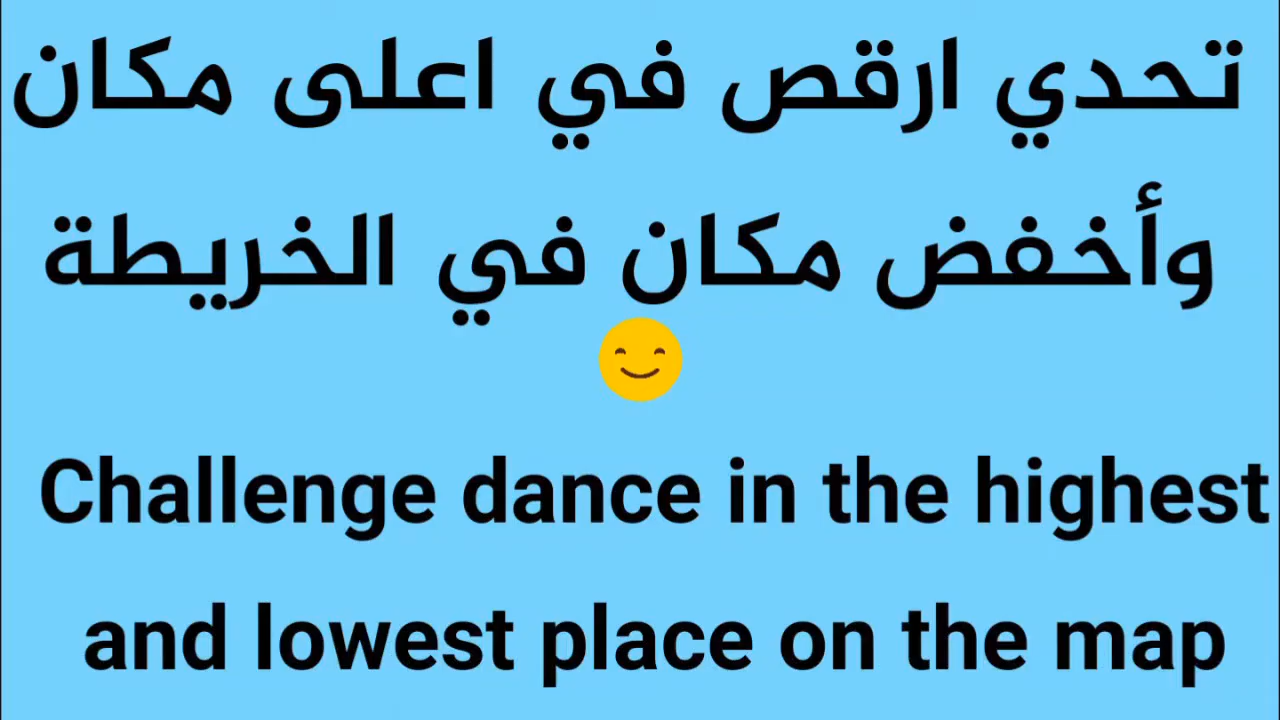 تحدي ارقص في اعلى مكان
وأخفض مكان في الخريطة
😊
Challenge dance in the highest
and lowest place on the map